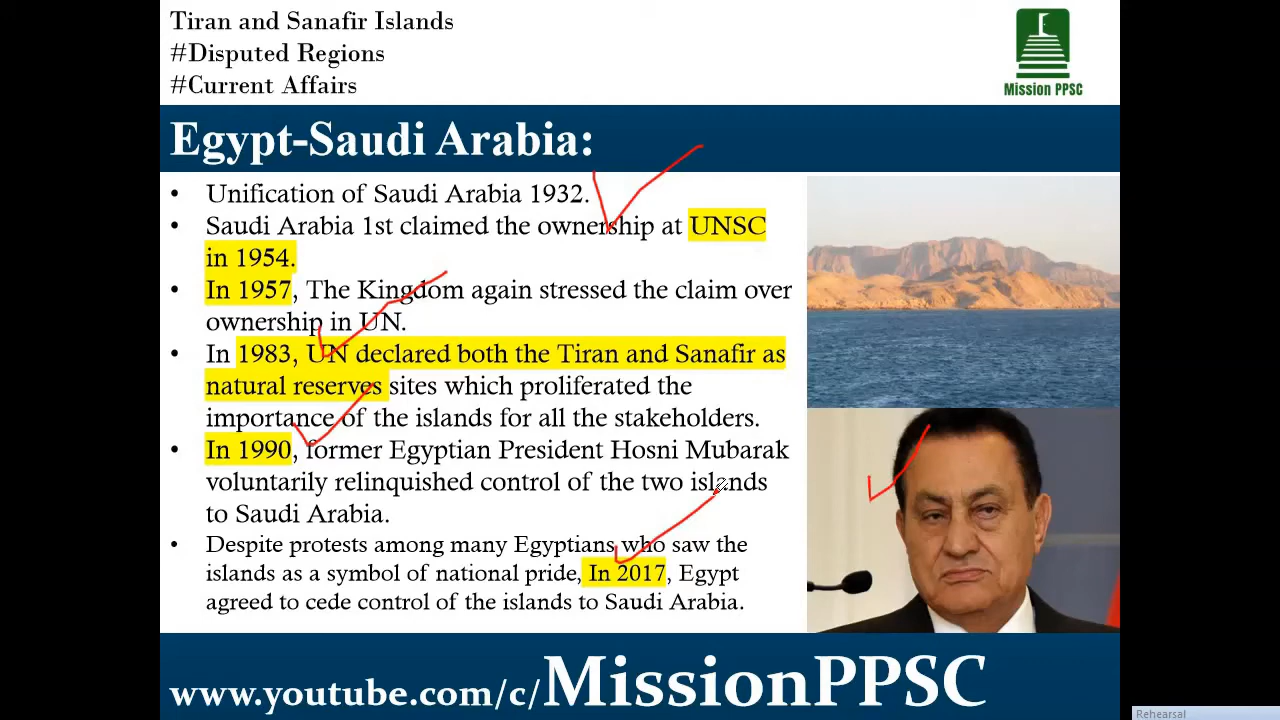 Tiran and Sanafir Islands
#Disputed Regions
#Current Affairs
Mission PPSC
Egypt-Saudi Arabia:
• Unification of Saudi Arabia 1932.
• Saudi Arabia 1st claimed the ownership at UNSC
in 1954.
• In 1957, The Kingdom again stressed the claim over
ownership in UN.
• In 1983, UN declared both the Tiran and Sanafir as
natural reserves sites which proliferated the
importance of the islands for all the stakeholders.
• In 1990, former Egyptian President Hosni Mubarak
voluntarily relinquished control of the two islands
to Saudi Arabia.
• Despite protests among many Egyptians who saw the
islands as a symbol of national pride, In 2017, Egypt
agreed to cede control of the islands to Saudi Arabia.
www.youtube.com/c/MissionPPSC
Rehearsal